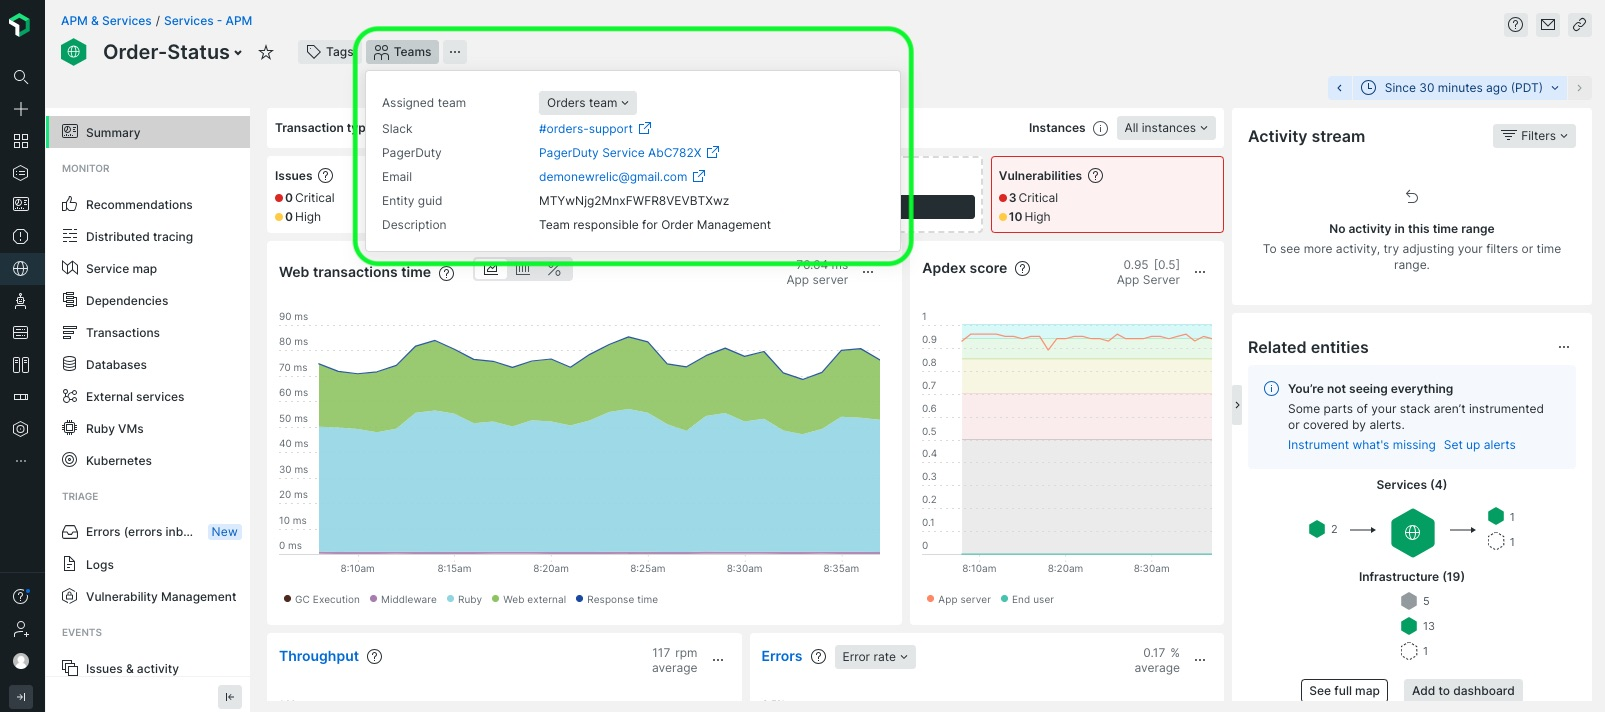 APM & Services / Services - APM
Order-Status
Tags
Teams
...
Since 30 minutes ago (PDT)
Summary
MONITOR
Recommendations
Distributed tracing
Service map
Dependencies
Transactions
Databases
External services
Ruby VMs
Kubernetes
TRIAGE
Errors (errors inb... New
Logs
Vulnerability Management
EVENTS
Issues & activity
Transaction typ
Instances All instances
Assigned team Orders team
Slack #orders-support
PagerDuty PagerDuty Service AbC782X
Email demonewrelic@gmail.com
Entity guid MTYwNjg2MnxFWFR8VEVBTXwz
Description Team responsible for Order Management
Issues
0 Critical
0 High
Vulnerabilities
3 Critical
10 High
Web transactions time
App server
90 ms
80 ms
70 ms
60 ms
50 ms
40 ms
30 ms
20 ms
10 ms
0 ms
8:10am 8:15am 8:20am 8:25am 8:30am 8:35am
GC Execution Middleware Ruby Web external Response time
Apdex score
0.95 [0.5]
App Server
1
0.9
0.8
0.7
0.6
0.5
0.4
0.3
0.2
0.1
0
8:10am 8:20am 8:30am
App server End user
Throughput
117 rpm
average
Errors Error rate
0.17 %
average
Activity stream Filters
No activity in this time range
To see more activity, try adjusting your filters or time
range.
Related entities
You're not seeing everything
Some parts of your stack aren't instrumented
or covered by alerts.
Instrument what's missing Set up alerts
Services (4)
2
1
1
Infrastructure (19)
5
13
1
See full map Add to dashboard